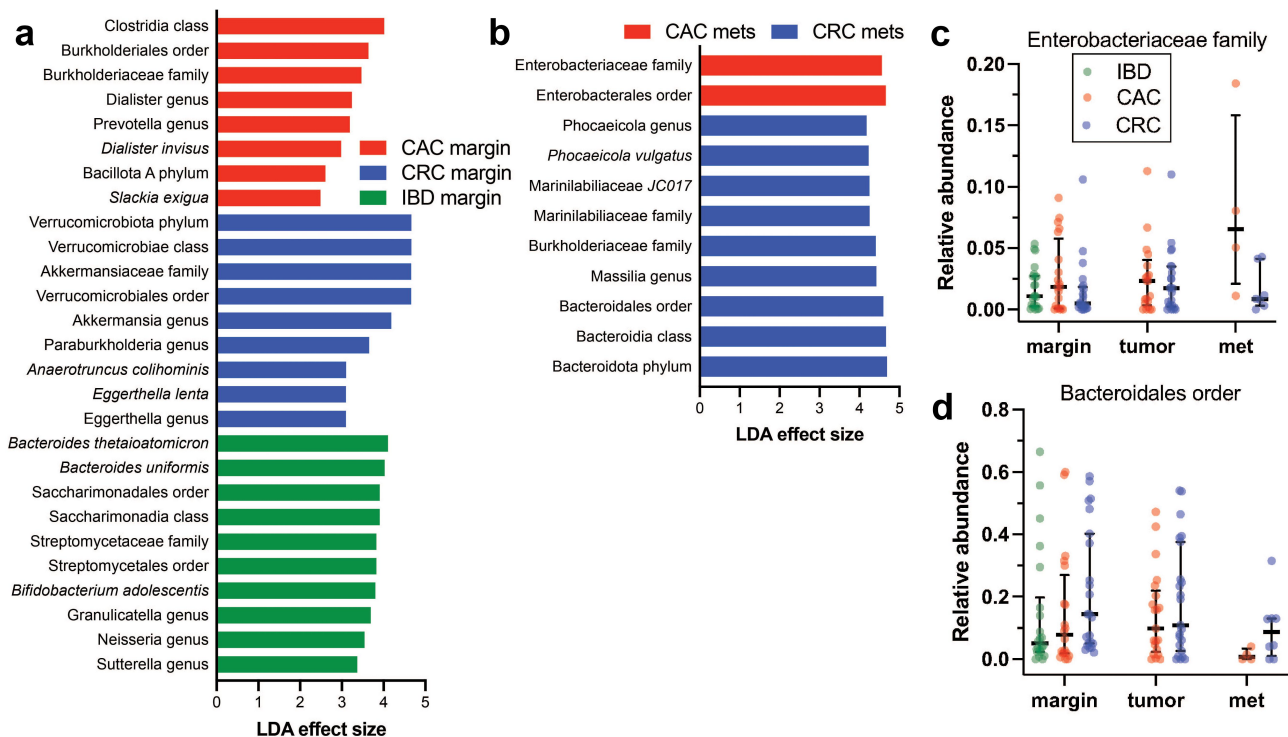 a
Clostridia class
Burkholderiales order
Burkholderiaceae family
Dialister genus
Prevotella genus
Dialister invisus
Bacillota A phylum
Slackia exigua
Verrucomicrobiota phylum
Verrucomicrobiae class
Akkermansiaceae family
Verrucomicrobiales order
Akkermansia genus
Paraburkholderia genus
Anaerotruncus colihominis
Eggerthella lenta
Eggerthella genus
Bacteroides thetaioatomicron
Bacteroides uniformis
Saccharimonadales order
Saccharimonadia class
Streptomycetaceae family
Streptomycetales order
Bifidobacterium adolescentis
Granulicatella genus
Neisseria genus
Sutterella genus
CAC margin
CRC margin
IBD margin
0 1 2 3 4 5
LDA effect size
b
CAC mets CRC mets
Enterobacteriaceae family
Enterobacterales order
Phocaeicola genus
Phocaeicola vulgatus
Marinilabiliaceae JC017
Marinilabiliaceae family
Burkholderiaceae family
Massilia genus
Bacteroidales order
Bacteroidia class
Bacteroidota phylum
0 1 2 3 4 5
LDA effect size
c
Enterobacteriaceae family
IBD
CAC
CRC
Relative abundance
0.20
0.15
0.10
0.05
0.00
margin tumor met
d
Bacteroidales order
Relative abundance
0.8
0.6
0.4
0.2
0.0
margin tumor met